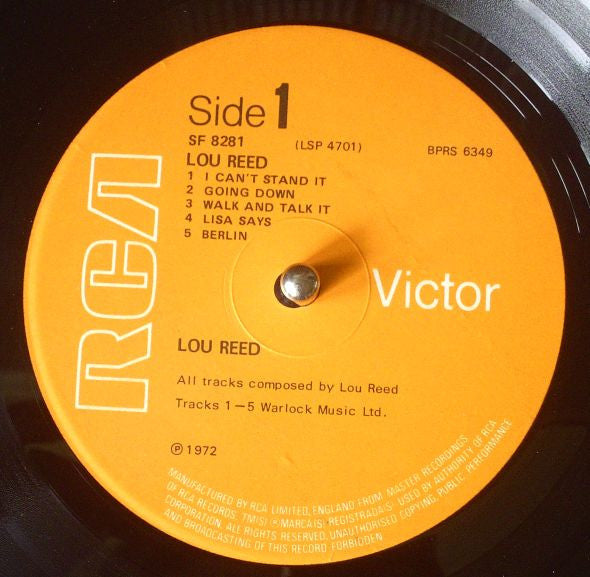 Side 1
SF 8281 (LSP 4701) BPRS 6349
LOU REED
1 I CAN'T STAND IT
2 GOING DOWN
3 WALK AND TALK IT
4 LISA SAYS
5 BERLIN
RCA
Victor
LOU REED
All tracks composed by Lou Reed
Tracks 1–5 Warlock Music Ltd.
℗ 1972
MANUFACTURED BY RCA LIMITED, ENGLAND FROM MASTER RECORDINGS
OF RCA RECORDS. TM(S) ® MARCA(S) REGISTRADA(S). USED BY AUTHORITY OF RCA
CORPORATION. ALL RIGHTS RESERVED. UNAUTHORISED COPYING, PUBLIC PERFORMANCE
AND BROADCASTING OF THIS RECORD FORBIDDEN